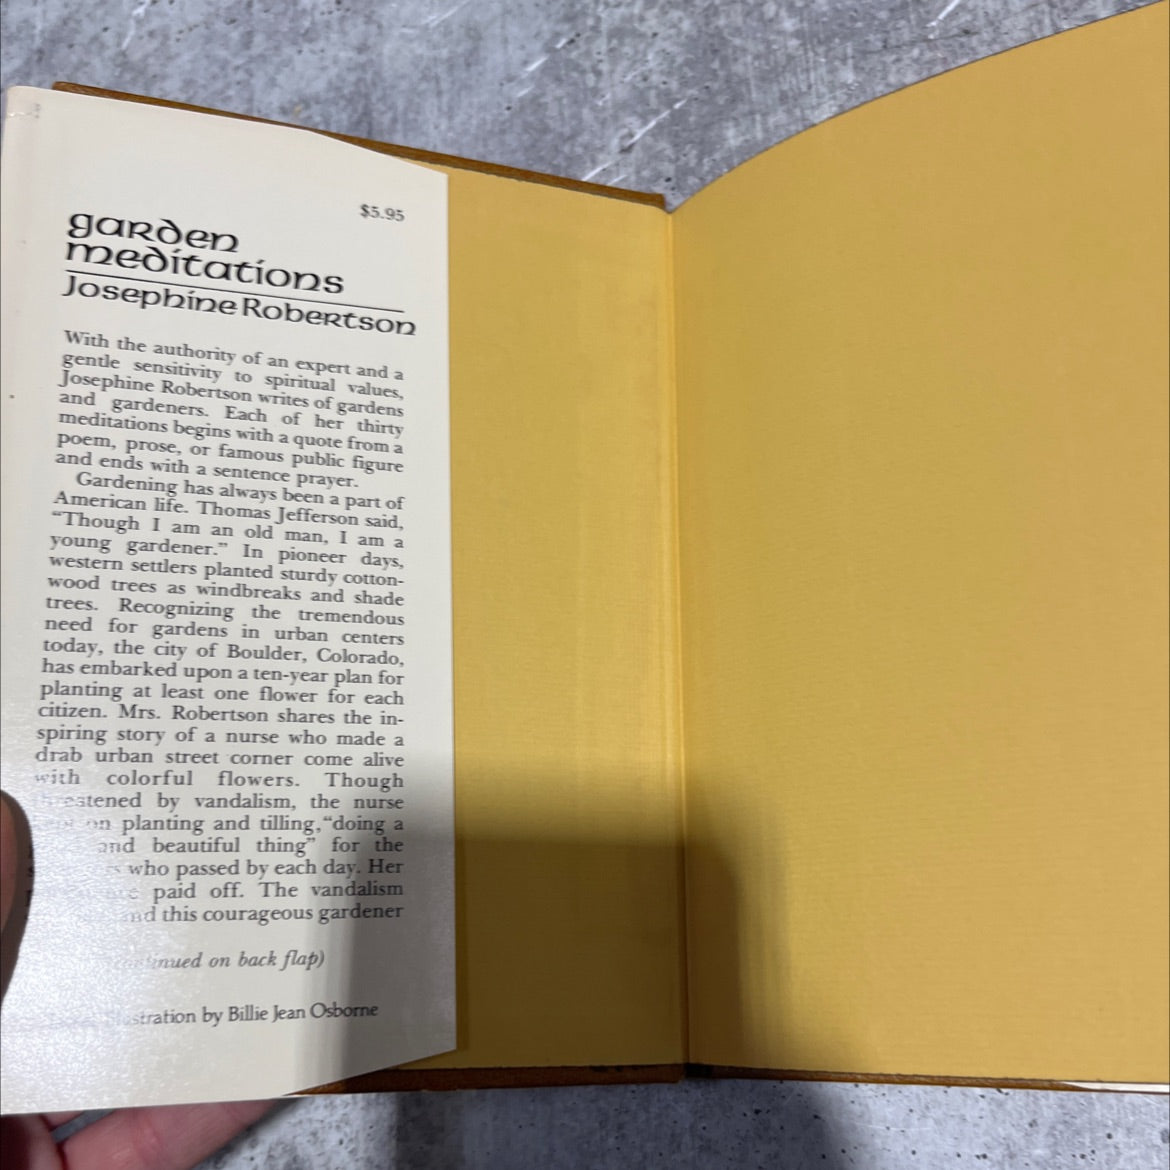 $5.95
garden
meditations
Josephine Robertson
With the authority of an expert and a
gentle sensitivity to spiritual values,
Josephine Robertson writes of gardens
and gardeners. Each of her thirty
meditations begins with a quote from a
poem, prose, or famous public figure
and ends with a sentence prayer.
Gardening has always been a part of
American life. Thomas Jefferson said,
“Though I am an old man, I am a
young gardener.” In pioneer days,
western settlers planted sturdy cotton-
wood trees as windbreaks and shade
trees. Recognizing the tremendous
need for gardens in urban centers
today, the city of Boulder, Colorado,
has embarked upon a ten-year plan for
planting at least one flower for each
citizen. Mrs. Robertson shares the in-
spiring story of a nurse who made a
drab urban street corner come alive
with colorful flowers. Though
threatened by vandalism, the nurse
on planting and tilling, “doing a
and beautiful thing” for the
who passed by each day. Her
paid off. The vandalism
and this courageous gardener
(continued on back flap)
by Billie Jean Osborne